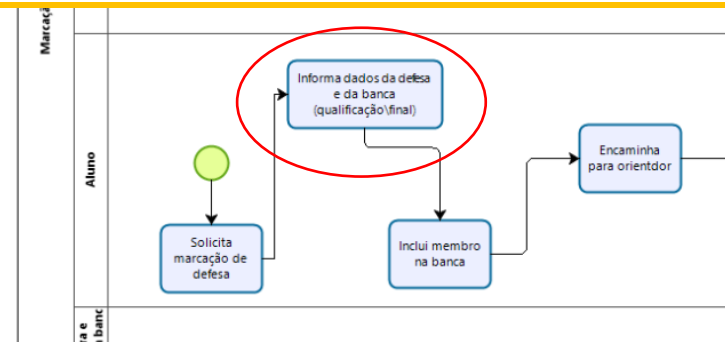 Marcaçã
Aluno
Informa dados da defesa
e da banca
(qualificação\final)
Encaminha
para orientdor
Solicita
marcação de
defesa
Inclui membro
na banca
a e
banc